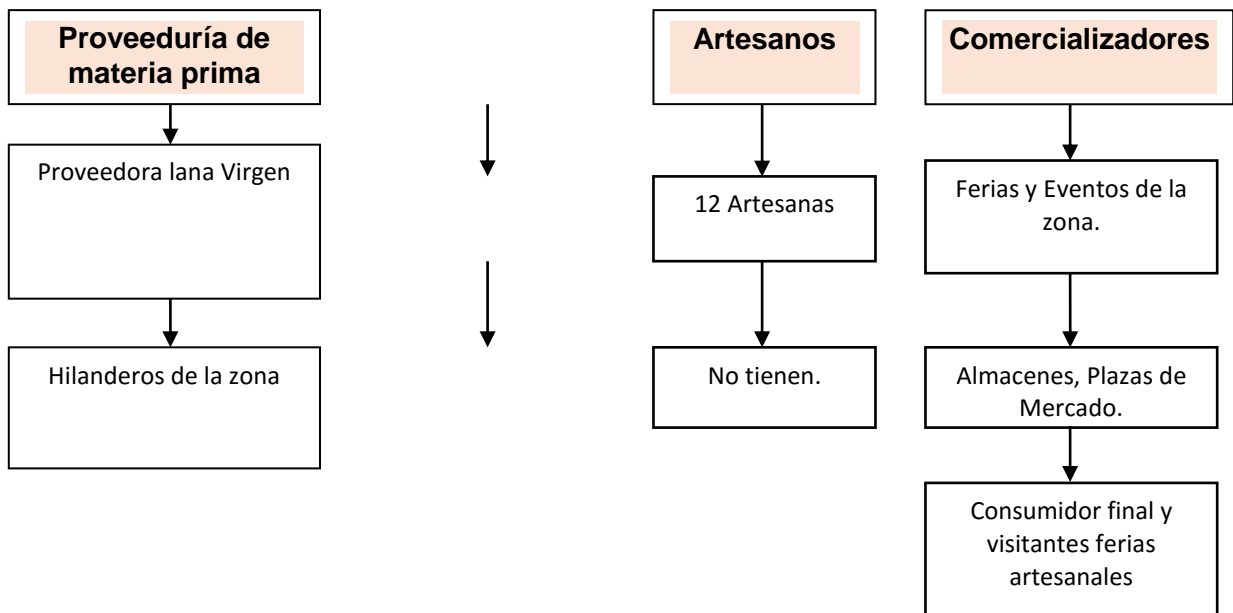 Proveeduría de
materia prima
Proveedora lana Virgen
Hilanderos de la zona
Artesanos
12 Artesanas
No tienen.
Comercializadores
Ferias y Eventos de la
zona.
Almacenes, Plazas de
Mercado.
Consumidor final y
visitantes ferias
artesanales